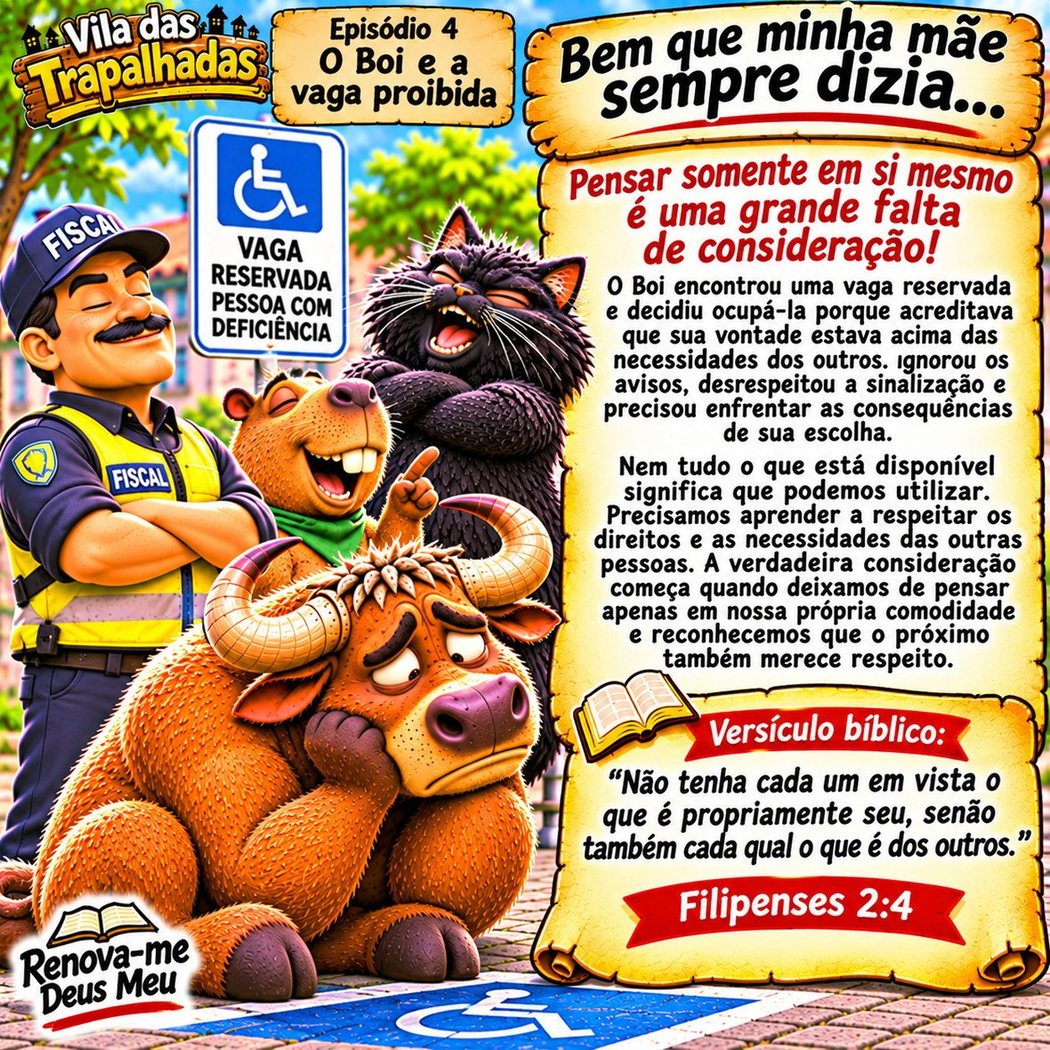 Vila das
Trapalhadas
Episódio 4
O Boi e a
vaga proibida
Bem que minha mãe
sempre dizia...
Pensar somente em si mesmo
é uma grande falta
de consideração!
O Boi encontrou uma vaga reservada
e decidiu ocupá-la porque acreditava
que sua vontade estava acima das
necessidades dos outros. ignorou os
avisos, desrespeitou a sinalização e
precisou enfrentar as consequências
de sua escolha.
Nem tudo o que está disponível
significa que podemos utilizar.
Precisamos aprender a respeitar os
direitos e as necessidades das outras
pessoas. A verdadeira consideração
começa quando deixamos de pensar
apenas em nossa própria comodidade
e reconhecemos que o próximo
também merece respeito.
Versículo bíblico:
“Não tenha cada um em vista o
que é propriamente seu, senão
também cada qual o que é dos outros.”
Filipenses 2:4
FISCAL
VAGA
RESERVADA
PESSOA COM
DEFICIÊNCIA
FISCAL
Renova-me
Deus Meu